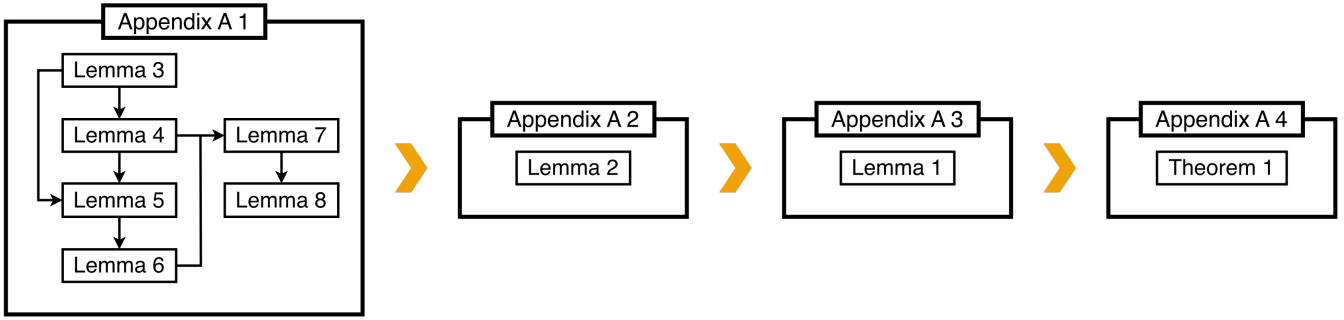 Appendix A 1
Lemma 3
Lemma 4
Lemma 7
Lemma 5
Lemma 8
Lemma 6
Appendix A 2
Lemma 2
Appendix A 3
Lemma 1
Appendix A 4
Theorem 1